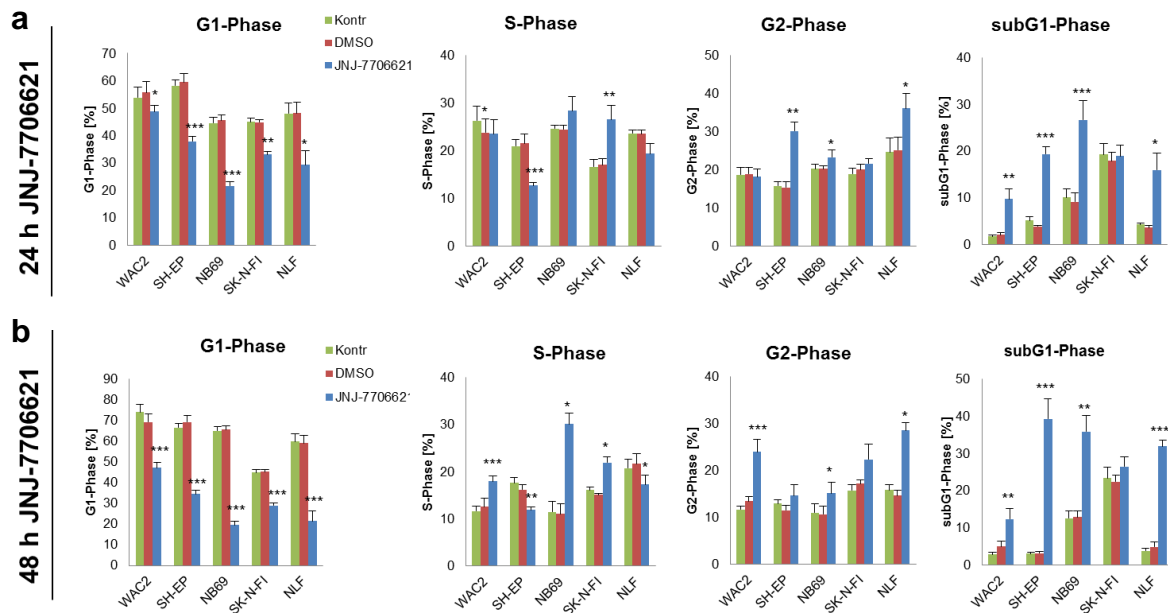 a
24 h JNJ-7706621
G1-Phase
Kontr
DMSO
JNJ-7706621
G1-Phase [%]
70
60
50
40
30
20
10
0
*
***
***
**
*
WAC2
SH-EP
NB69
SK-N-FI
NLF
S-Phase
S-Phase [%]
40
30
20
10
0
*
***
**
WAC2
SH-EP
NB69
SK-N-FI
NLF
G2-Phase
G2-Phase [%]
50
40
30
20
10
0
**
*
*
WAC2
SH-EP
NB69
SK-N-FI
NLF
subG1-Phase
subG1-Phase [%]
40
30
20
10
0
**
***
***
*
WAC2
SH-EP
NB69
SK-N-FI
NLF
b
48 h JNJ-7706621
G1-Phase
Kontr
DMSO
JNJ-7706621
G1-Phase [%]
90
80
70
60
50
40
30
20
10
0
***
***
***
***
***
WAC2
SH-EP
NB69
SK-N-FI
NLF
S-Phase
S-Phase [%]
40
30
20
10
0
***
**
*
*
*
WAC2
SH-EP
NB69
SK-N-FI
NLF
G2-Phase
G2-Phase [%]
40
30
20
10
0
***
*
*
WAC2
SH-EP
NB69
SK-N-FI
NLF
subG1-Phase
subG1-Phase [%]
50
40
30
20
10
0
**
***
**
***
WAC2
SH-EP
NB69
SK-N-FI
NLF